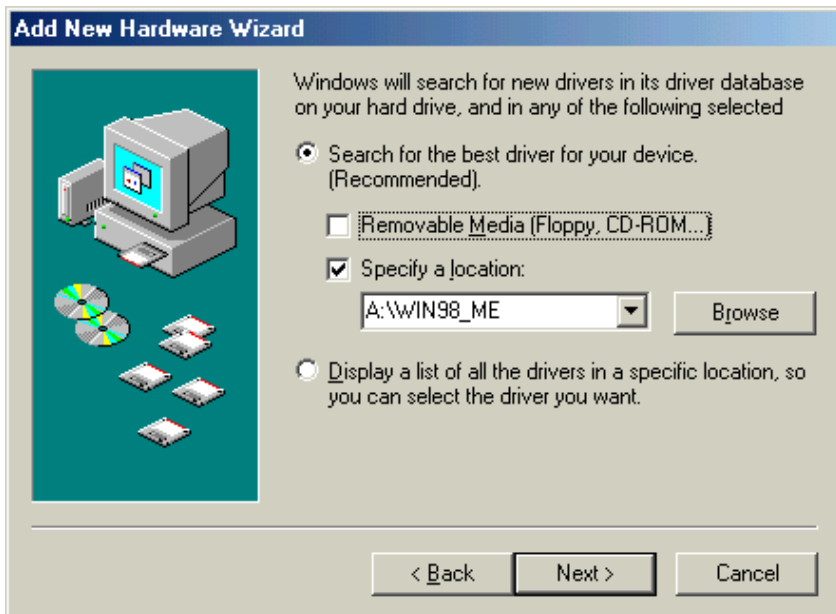 Add New Hardware Wizard
Windows will search for new drivers in its driver database
on your hard drive, and in any of the following selected
Search for the best driver for your device.
(Recommended).
Removable Media (Floppy, CD-ROM...)
Specify a location:
A:\WIN98_ME
Browse
Display a list of all the drivers in a specific location, so
you can select the driver you want.
< Back
Next >
Cancel